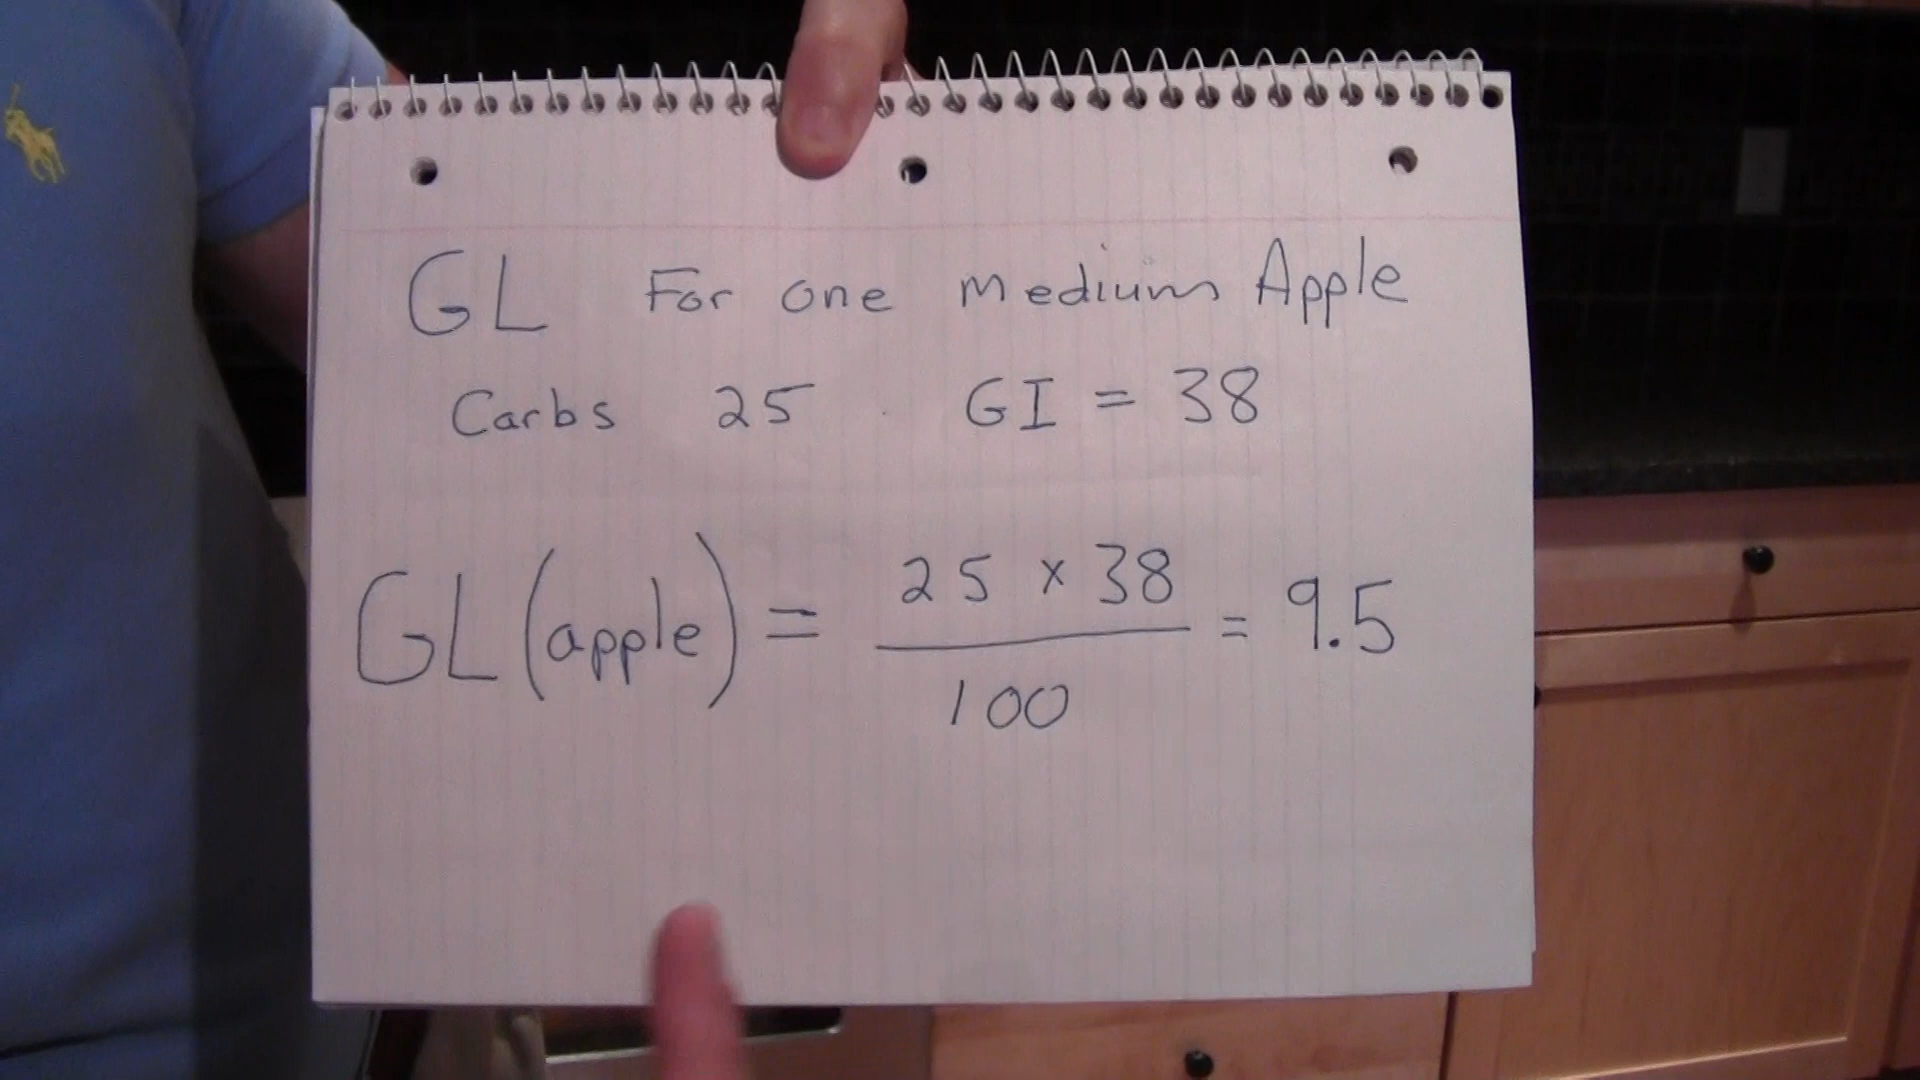 GL For one Medium Apple
Carbs 25 GI = 38
GL (apple) = 25 x 38 / 100 = 9.5